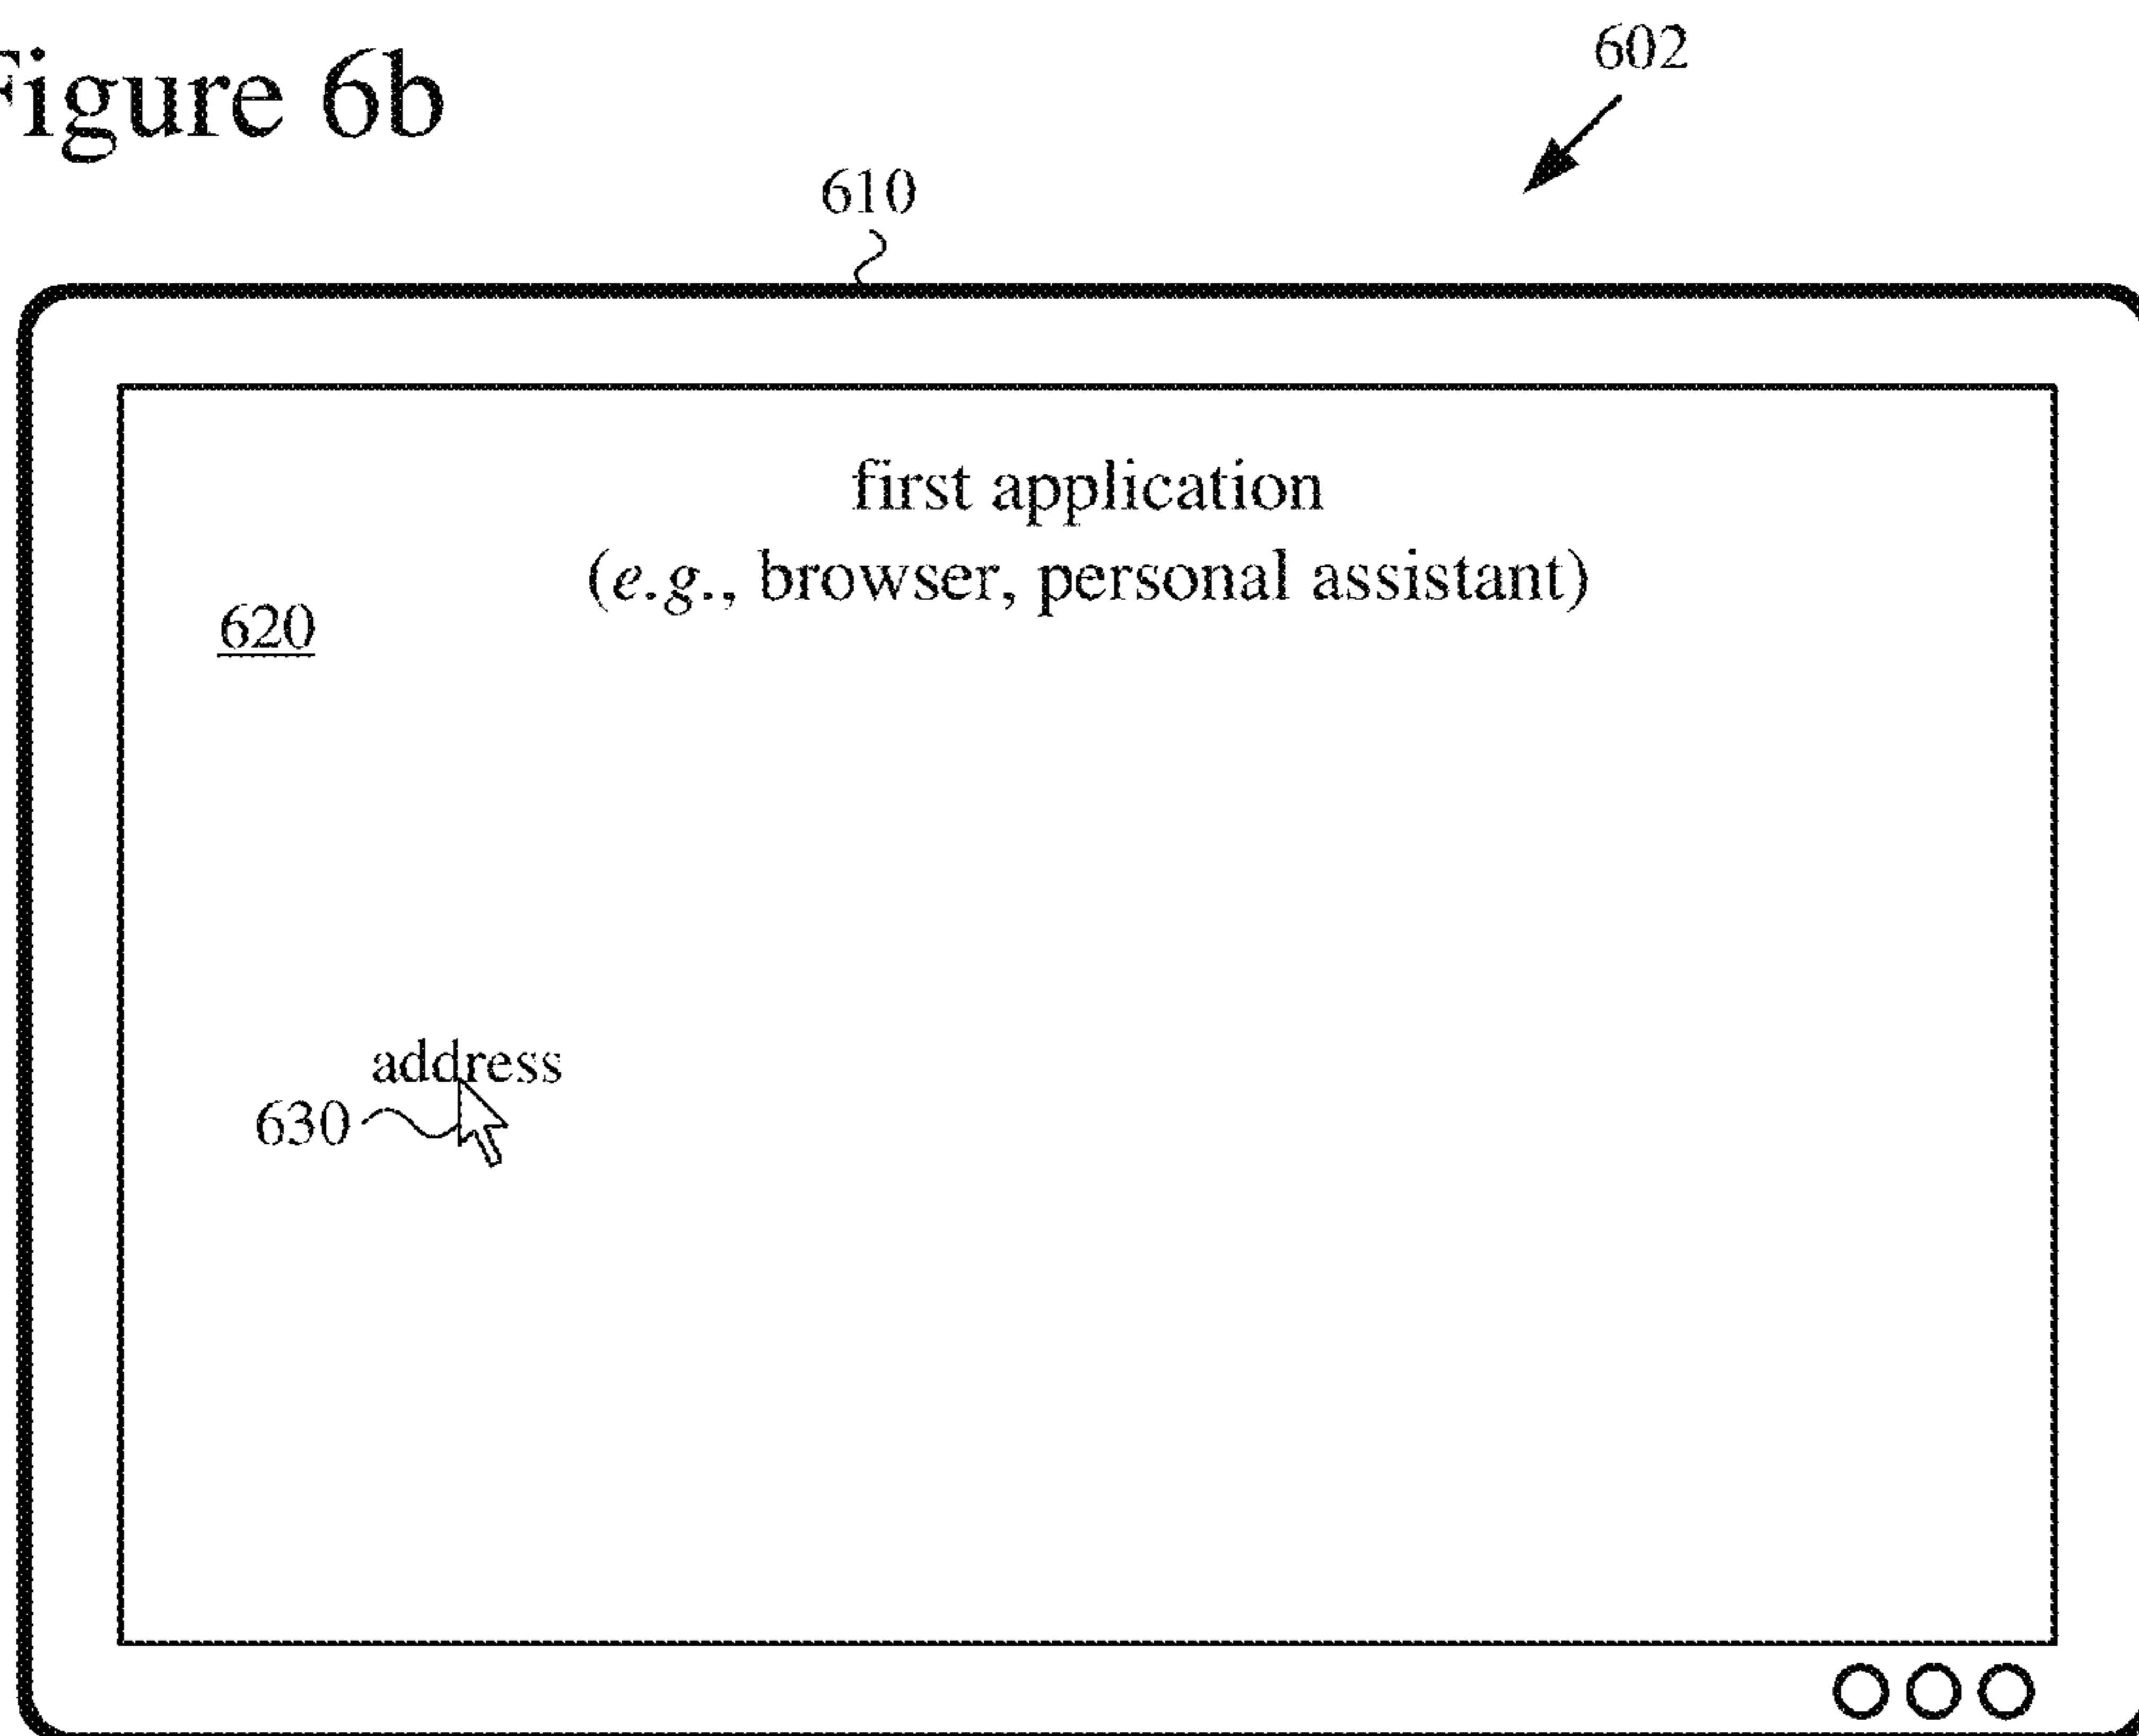 Figure 6b
602
610
first application
(e.g., browser, personal assistant)
620
address
630